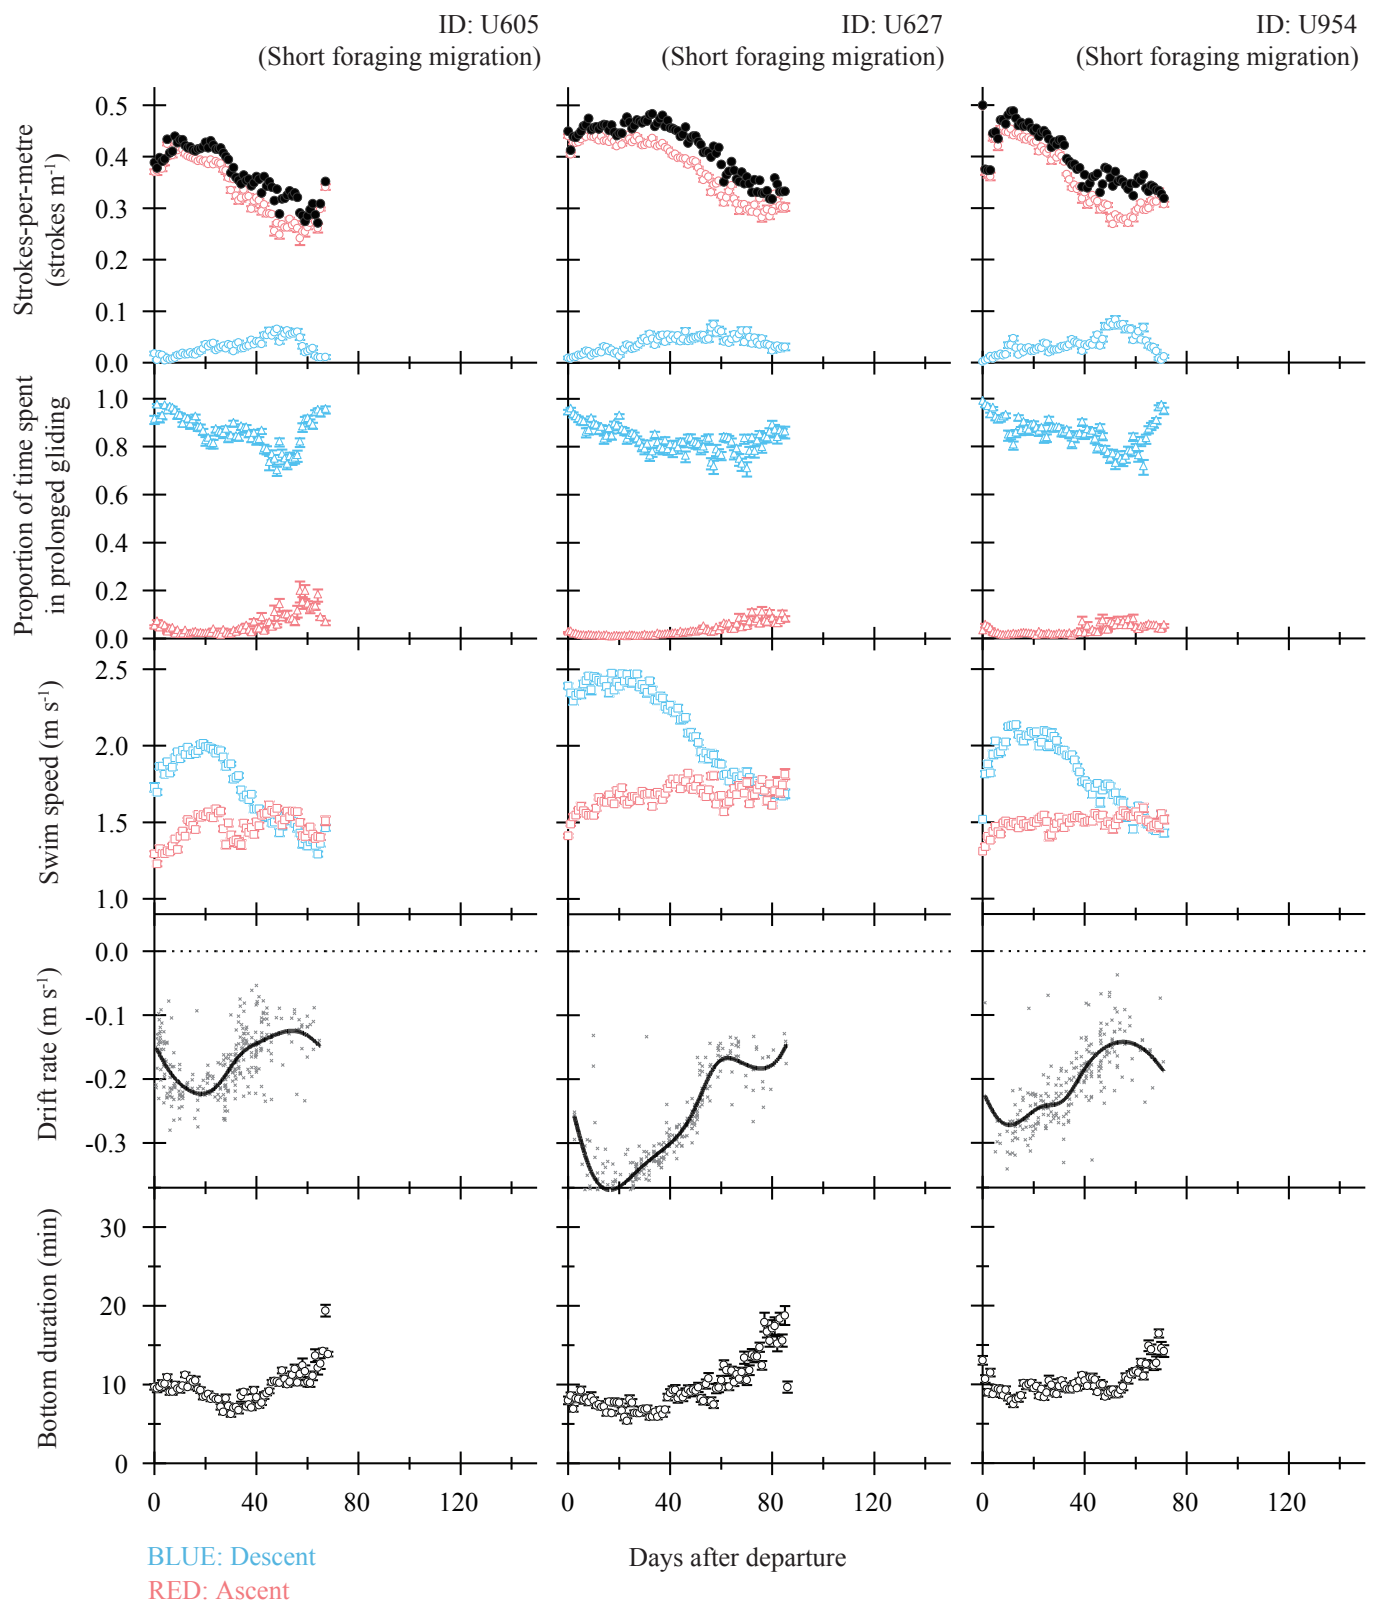 ID: U605
(Short foraging migration)
ID: U627
(Short foraging migration)
ID: U954
(Short foraging migration)
Strokes-per-metre
(strokes m⁻¹)
0.5
0.4
0.3
0.2
0.1
0.0
Proportion of time spent
in prolonged gliding
1.0
0.8
0.6
0.4
0.2
0.0
Swim speed (m s⁻¹)
2.5
2.0
1.5
1.0
Drift rate (m s⁻¹)
0.0
-0.1
-0.2
-0.3
Bottom duration (min)
30
20
10
0
0 40 80 120
0 40 80 120
0 40 80 120
Days after departure
BLUE: Descent
RED: Ascent